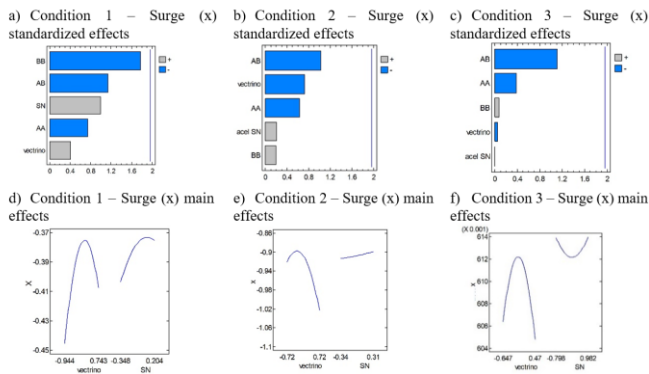 a) Condition 1 – Surge (x)
standardized effects
b) Condition 2 – Surge (x)
standardized effects
c) Condition 3 – Surge (x)
standardized effects
BB
AB
SN
AA
vectrino
0 0.4 0.8 1.2 1.6 2
+
-
AB
vectrino
AA
acel SN
BB
0 0.4 0.8 1.2 1.6 2
+
-
AB
AA
BB
vectrino
acel SN
0 0.4 0.8 1.2 1.6 2
+
-
d) Condition 1 – Surge (x) main
effects
e) Condition 2 – Surge (x) main
effects
f) Condition 3 – Surge (x) main
effects
-0.37
-0.39
-0.41
-0.43
-0.45
X
-0.944 0.743 -0.348 0.204
vectrino SN
-0.86
-0.9
-0.94
-0.98
-1.02
-1.06
-1.1
x
-0.72 0.72 -0.34 0.31
vectrino SN
(X 0.001)
614
612
610
608
606
604
x
-0.647 0.47 -0.798 0.982
vectrino SN